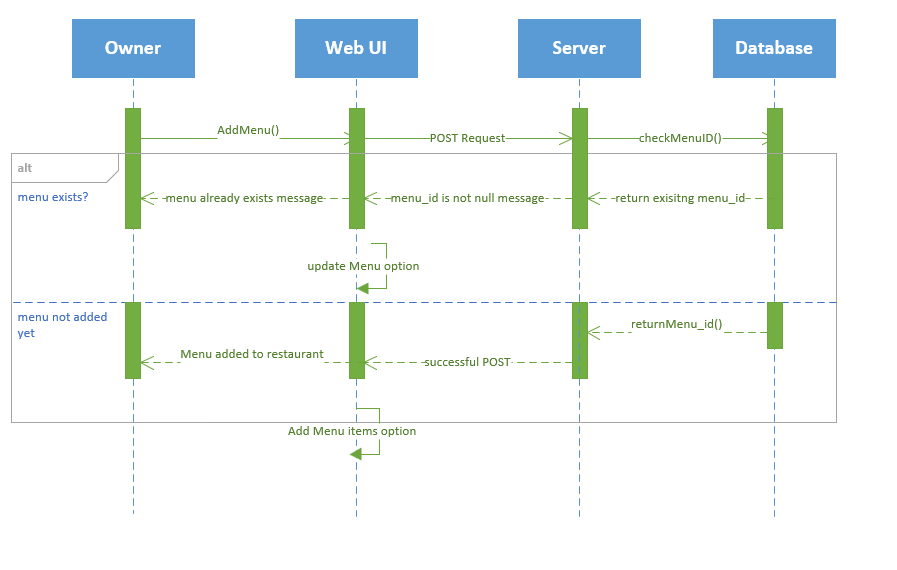 Owner
Web UI
Server
Database
AddMenu()
POST Request
checkMenuID()
alt
menu exists?
menu already exists message
menu_id is not null message
return exisitng menu_id
update Menu option
menu not added
yet
returnMenu_id()
Menu added to restaurant
successful POST
Add Menu items option